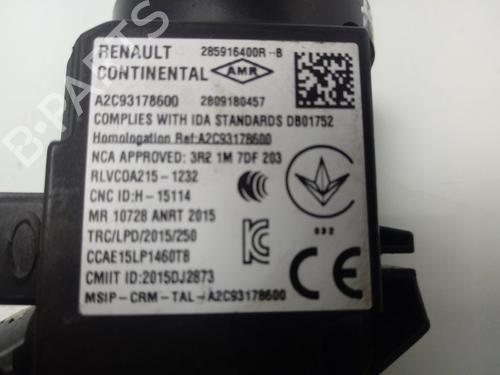 RENAULT 285916400R--B
CONTINENTAL AMR
A2C93178600 2809180457
COMPLIES WITH IDA STANDARDS DB01752
Homologation Ref:A2C93178600
NCA APPROVED: 3R2 1M 7DF 203
RLVCOA215-1232
CNC ID:H-15114
MR 10728 ANRT 2015
032
TRC/LPD/2015/250
CCAE15LP1460T8
CMIIT ID:2015DJ2873
MSIP-CRM-TAL-A2C93178600
B-PARTS